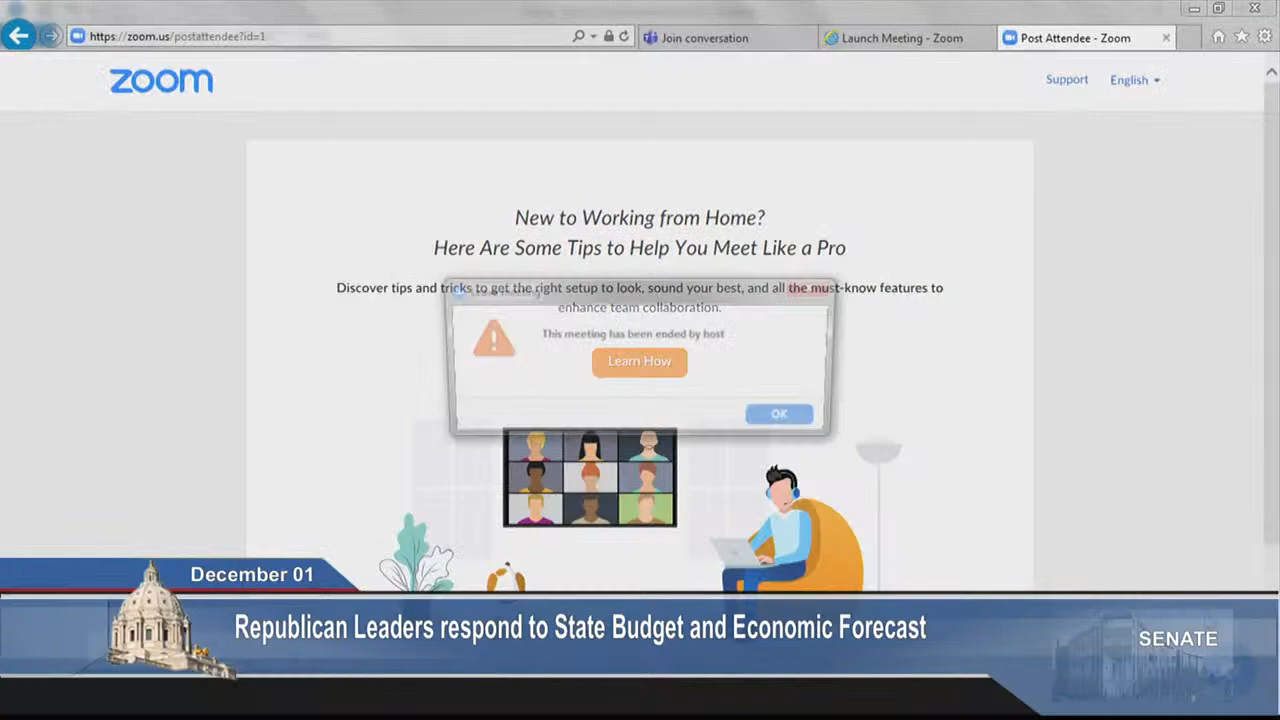 https://zoom.us/postattendee?id=1
Join conversation
Launch Meeting - Zoom
Post Attendee - Zoom
zoom
Support
English
New to Working from Home?
Here Are Some Tips to Help You Meet Like a Pro
Discover tips and tricks to get the right setup to look, sound your best, and all the must-know features to
enhance team collaboration.
This meeting has been ended by host
Learn How
OK
December 01
Republican Leaders respond to State Budget and Economic Forecast
SENATE